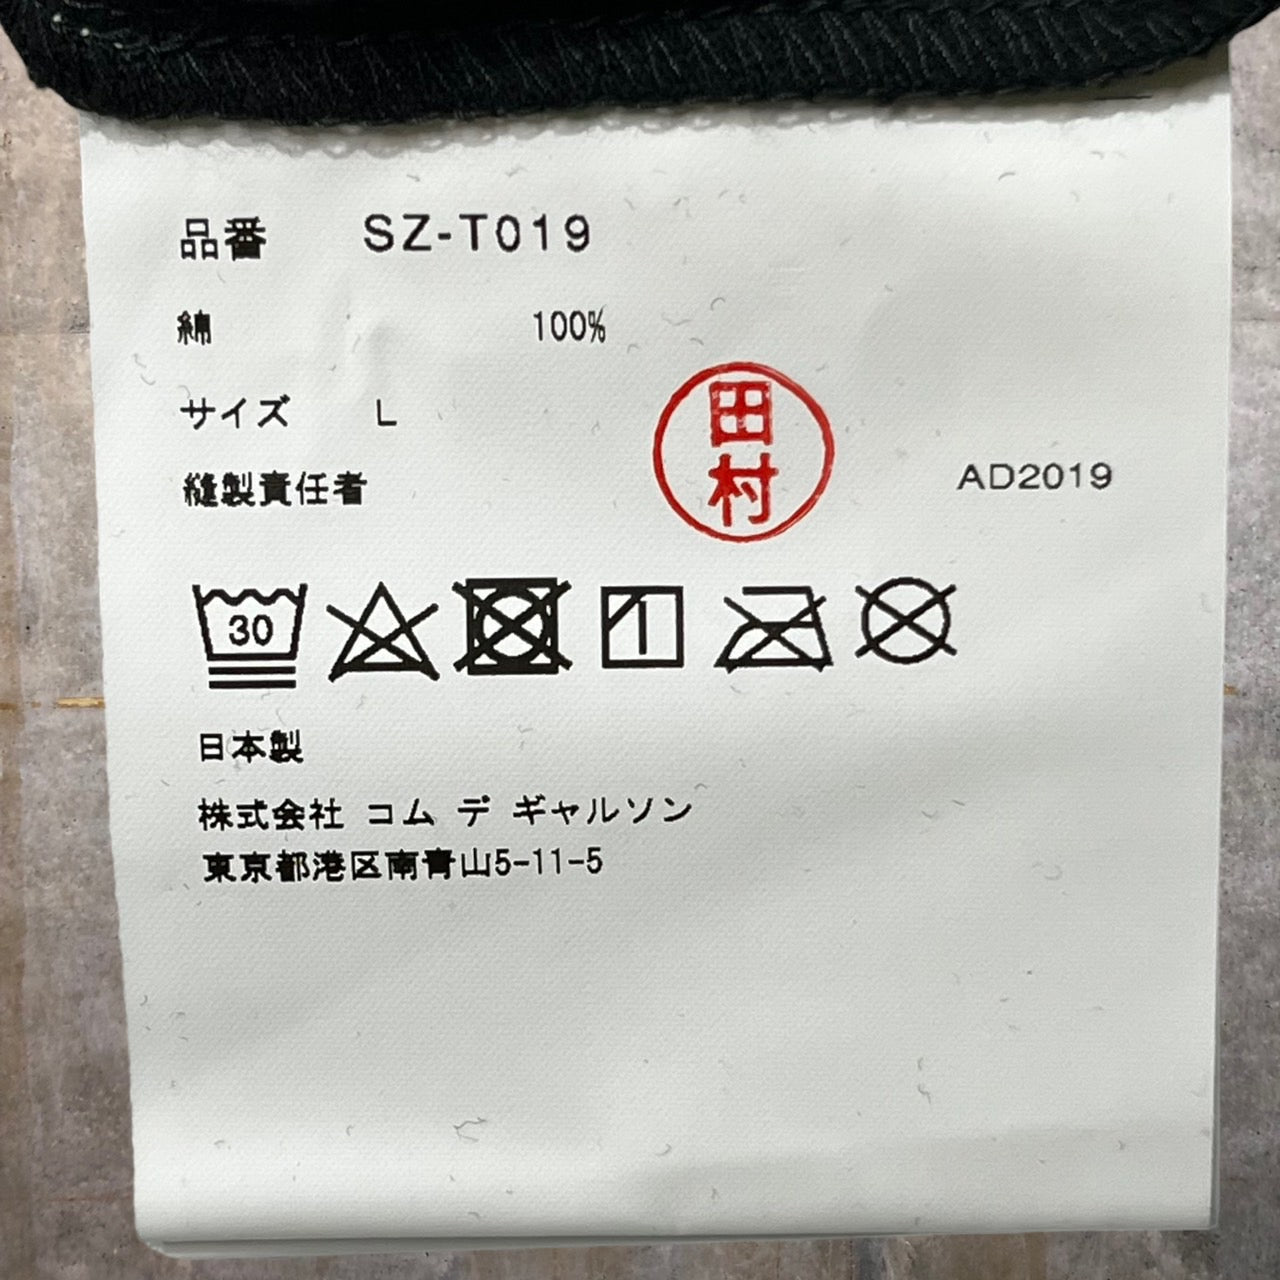 品番 SZ-T019
綿 100%
サイズ L
縫製責任者
田村
AD2019
30
日本製
株式会社 コム デ ギャルソン
東京都港区南青山5-11-5